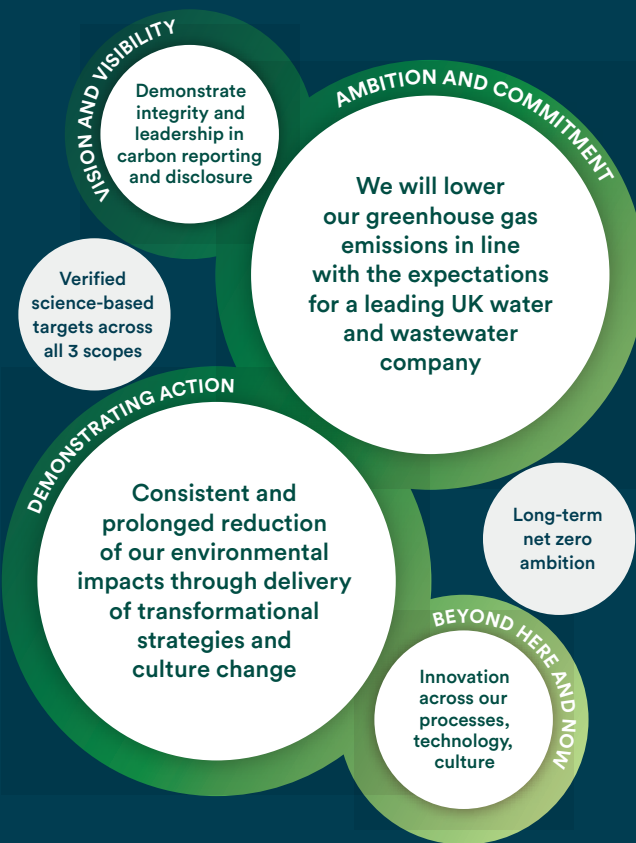 VISION AND VISIBILITY
Demonstrate
integrity and
leadership in
carbon reporting
and disclosure
AMBITION AND COMMITMENT
We will lower
our greenhouse gas
emissions in line
with the expectations
for a leading UK water
and wastewater
company
Verified
science-based
targets across
all 3 scopes
DEMONSTRATING ACTION
Consistent and
prolonged reduction
of our environmental
impacts through delivery
of transformational
strategies and
culture change
Long-term
net zero
ambition
BEYOND HERE AND NOW
Innovation
across our
processes,
technology,
culture